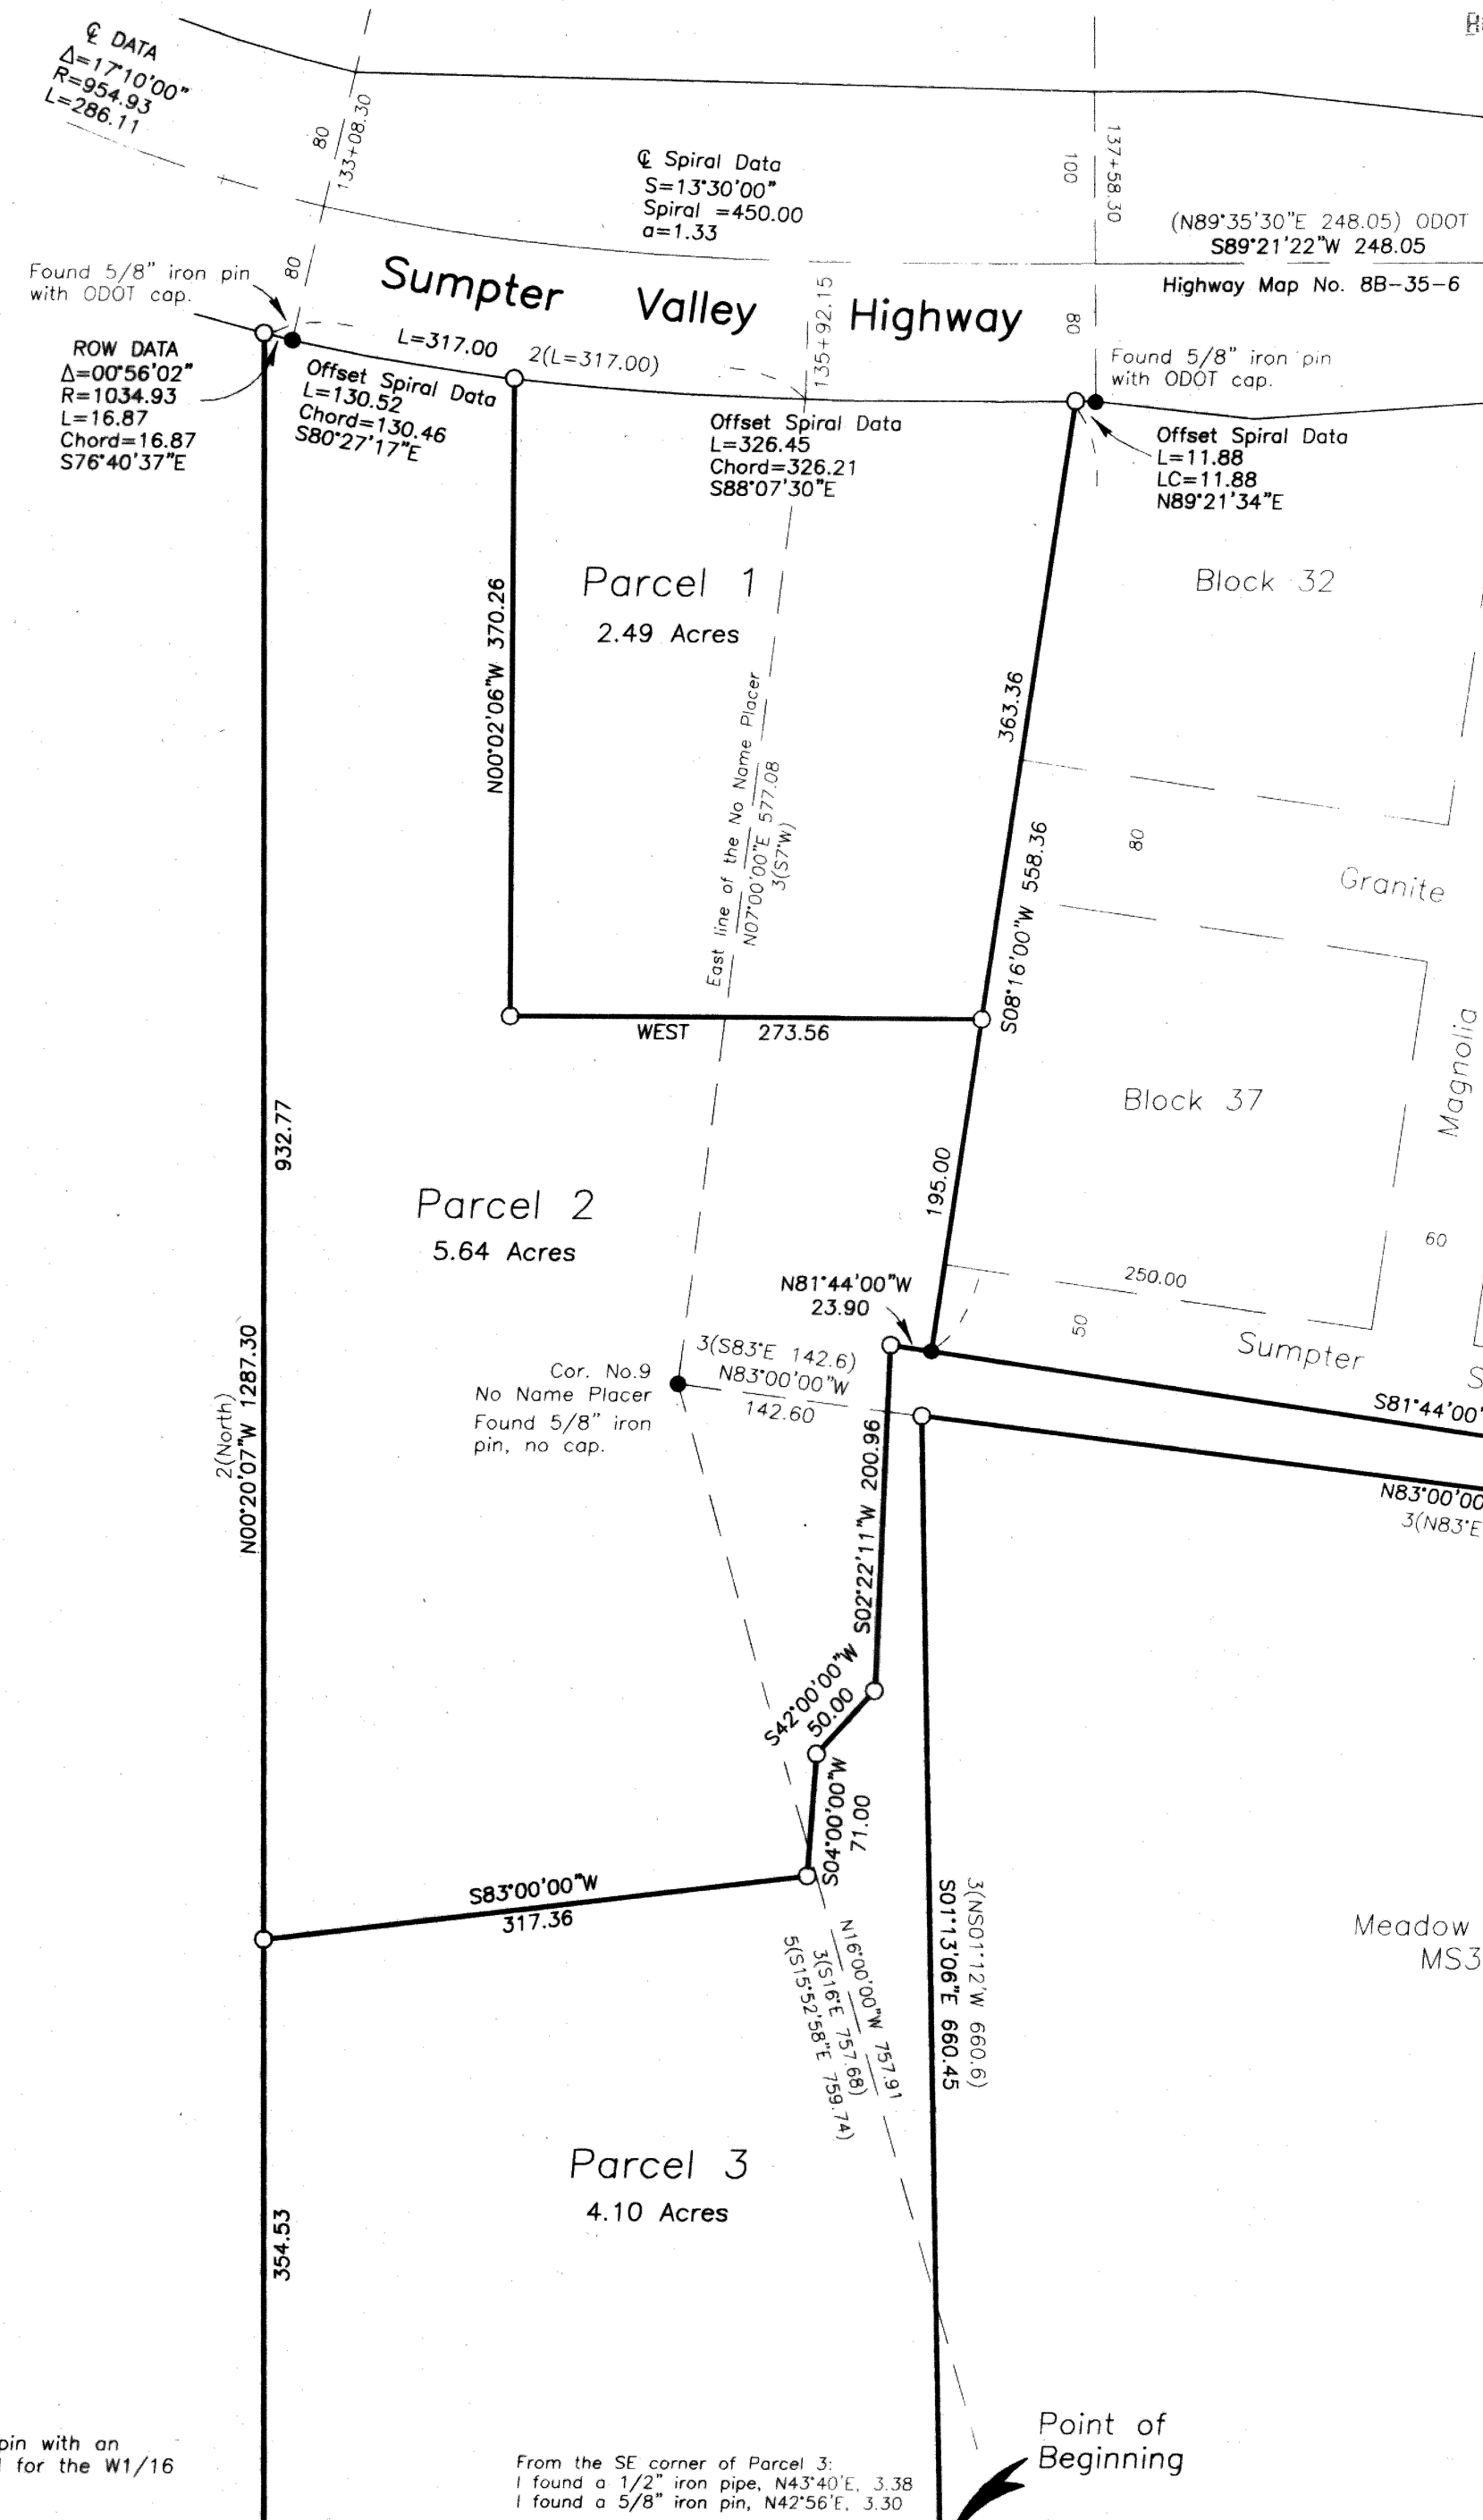 ℄ DATA
Δ=17°10'00"
R=954.93
L=286.11
80
133+08.30
80
℄ Spiral Data
S=13°30'00"
Spiral =450.00
a=1.33
100
137+58.30
80
(N89°35'30"E 248.05) ODOT
S89°21'22"W 248.05
Highway Map No. 8B-35-6
Found 5/8" iron pin
with ODOT cap.
Sumpter Valley Highway
135+92.15
L=317.00
2(L=317.00)
Found 5/8" iron pin
with ODOT cap.
ROW DATA
Δ=00°56'02"
R=1034.93
L=16.87
Chord=16.87
S76°40'37"E
Offset Spiral Data
L=130.52
Chord=130.46
S80°27'17"E
Offset Spiral Data
L=326.45
Chord=326.21
S88°07'30"E
Offset Spiral Data
L=11.88
LC=11.88
N89°21'34"E
Parcel 1
2.49 Acres
Block 32
N00°02'06"W 370.26
East line of the No Name Placer
N07°00'00"E 577.08
3(S7°W)
363.36
S08°16'00"W 558.36
80
Granite
WEST 273.56
Block 37
Magnolia
932.77
195.00
Parcel 2
5.64 Acres
60
250.00
50
Sumpter
S
N81°44'00"W
23.90
3(S83°E 142.6)
N83°00'00"W
142.60
Cor. No.9
No Name Placer
Found 5/8" iron
pin, no cap.
S81°44'00"
N83°00'00
3(N83°E
2(North)
N00°20'07"W 1287.30
S02°22'11"W 200.96
S42°00'00"W
50.00
S04°00'00"W
71.00
S83°00'00"W
317.36
N16°00'00"W 757.91
3(S16°E 757.68)
5(S15°52'58"E 759.74)
3(NS01°12'W 660.6)
S01°13'06"E 660.45
Meadow
MS3
Parcel 3
4.10 Acres
354.53
Point of
Beginning
pin with an
for the W1/16
From the SE corner of Parcel 3:
I found a 1/2" iron pipe, N43°40'E, 3.38
I found a 5/8" iron pin, N42°56'E, 3.30